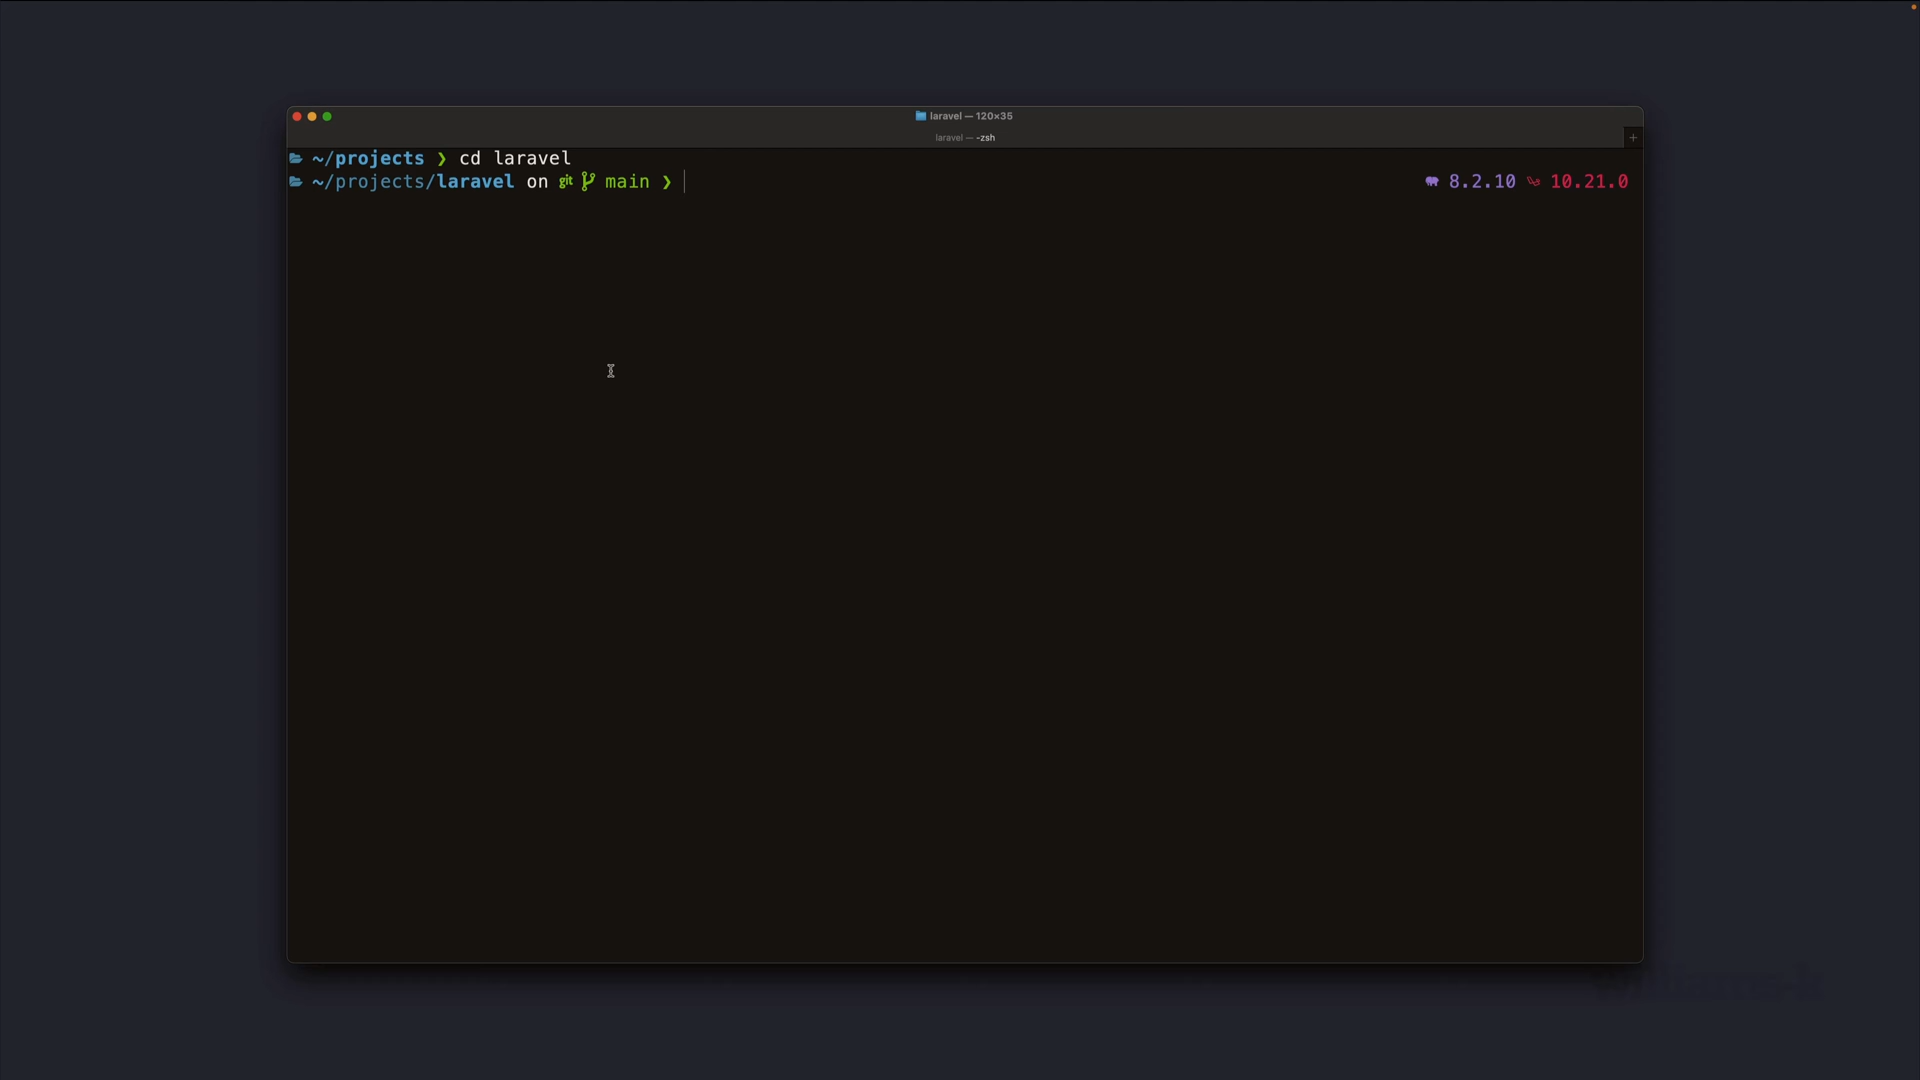 laravel — 120×35
laravel — -zsh
~/projects ❯ cd laravel
~/projects/laravel on git main ❯ 8.2.10 10.21.0